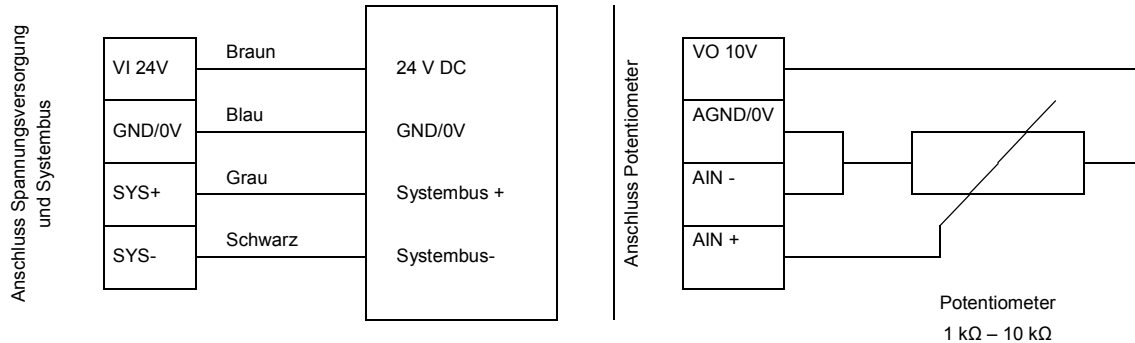 Anschluss Spannungsversorgung
und Systembus
VI 24V
Braun
24 V DC
GND/0V
Blau
GND/0V
SYS+
Grau
Systembus +
SYS-
Schwarz
Systembus-
Anschluss Potentiometer
VO 10V
AGND/0V
AIN -
AIN +
Potentiometer
1 kΩ – 10 kΩ